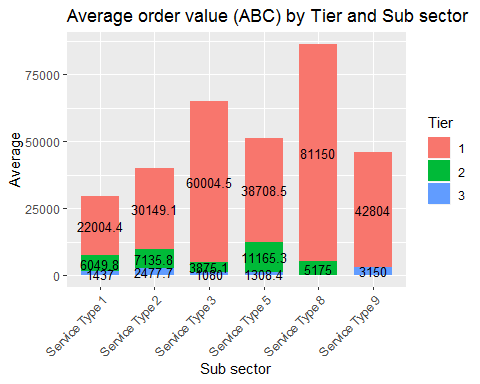 Average order value (ABC) by Tier and Sub sector
Average
75000
50000
25000
0
22004.4
6049.8
1437
30149.1
7135.8
2477.7
60004.5
3875.1
1080
38708.5
11165.3
1308.4
81150
5175
42804
3150
Service Type 1
Service Type 2
Service Type 3
Service Type 5
Service Type 8
Service Type 9
Sub sector
Tier
1
2
3